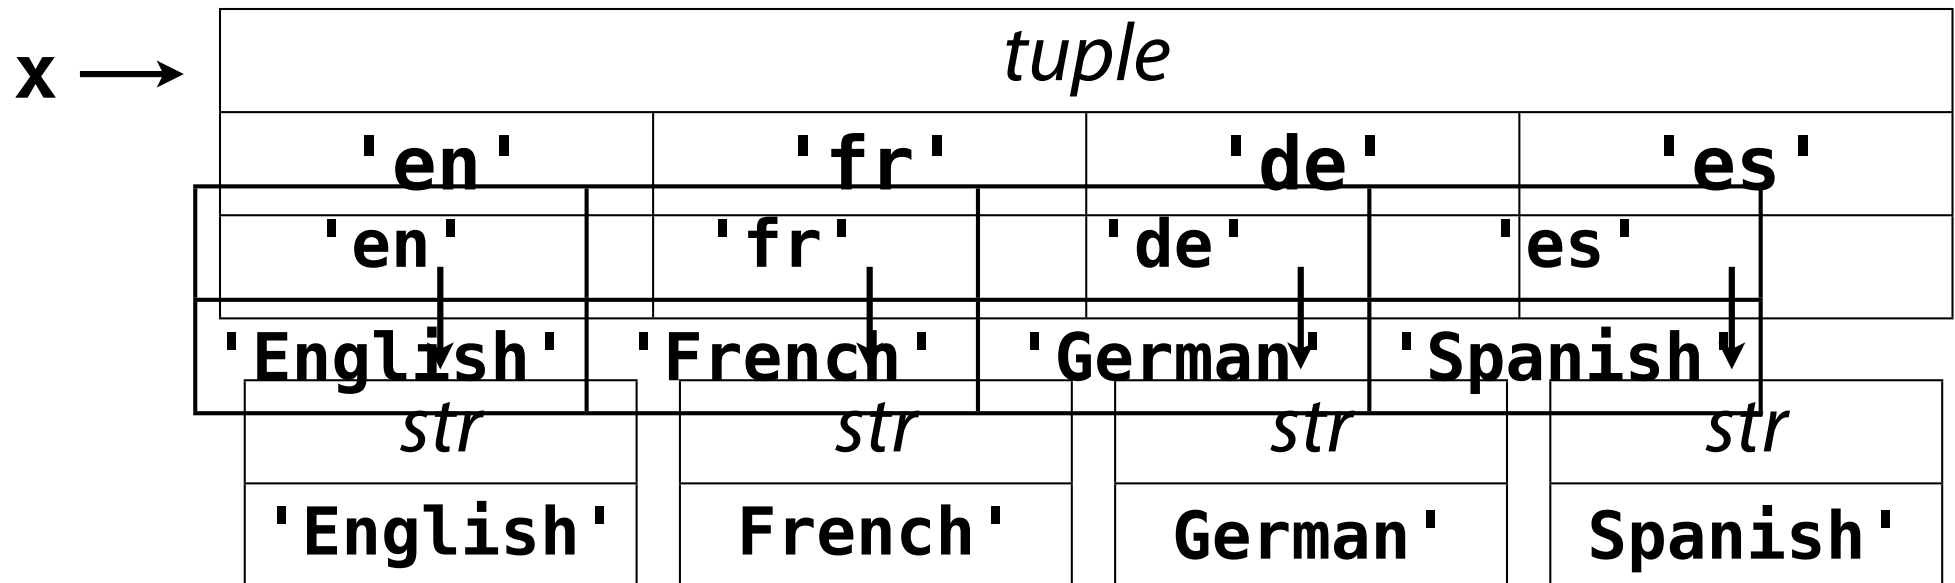 tuple
x
'en' 'fr' 'de' 'es'
'en' 'fr' 'de' 'es'
'English' 'French' 'German' 'Spanish'
str str str str
'English' French' German' Spanish'